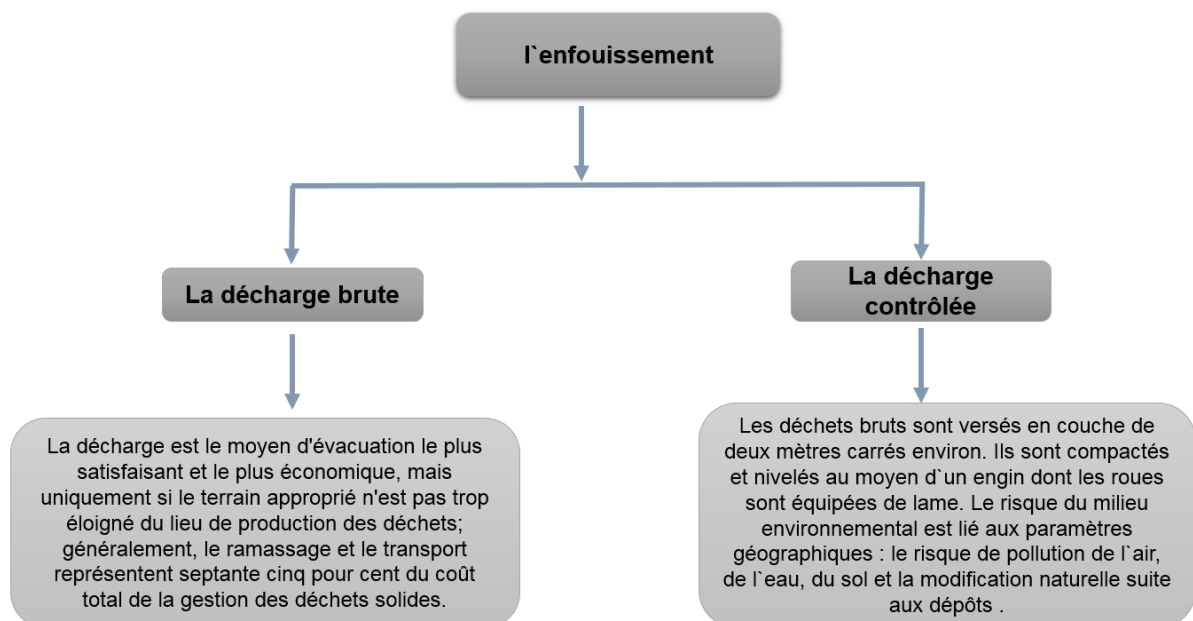 l`enfouissement
La décharge brute
La décharge
contrôlée
La décharge est le moyen d'évacuation le plus
satisfaisant et le plus économique, mais
uniquement si le terrain approprié n'est pas trop
éloigné du lieu de production des déchets;
généralement, le ramassage et le transport
représentent septante cinq pour cent du coût
total de la gestion des déchets solides.
Les déchets bruts sont versés en couche de
deux mètres carrés environ. Ils sont compactés
et nivelés au moyen d`un engin dont les roues
sont équipées de lame. Le risque du milieu
environnemental est lié aux paramètres
géographiques : le risque de pollution de l`air,
de l`eau, du sol et la modification naturelle suite
aux dépôts .